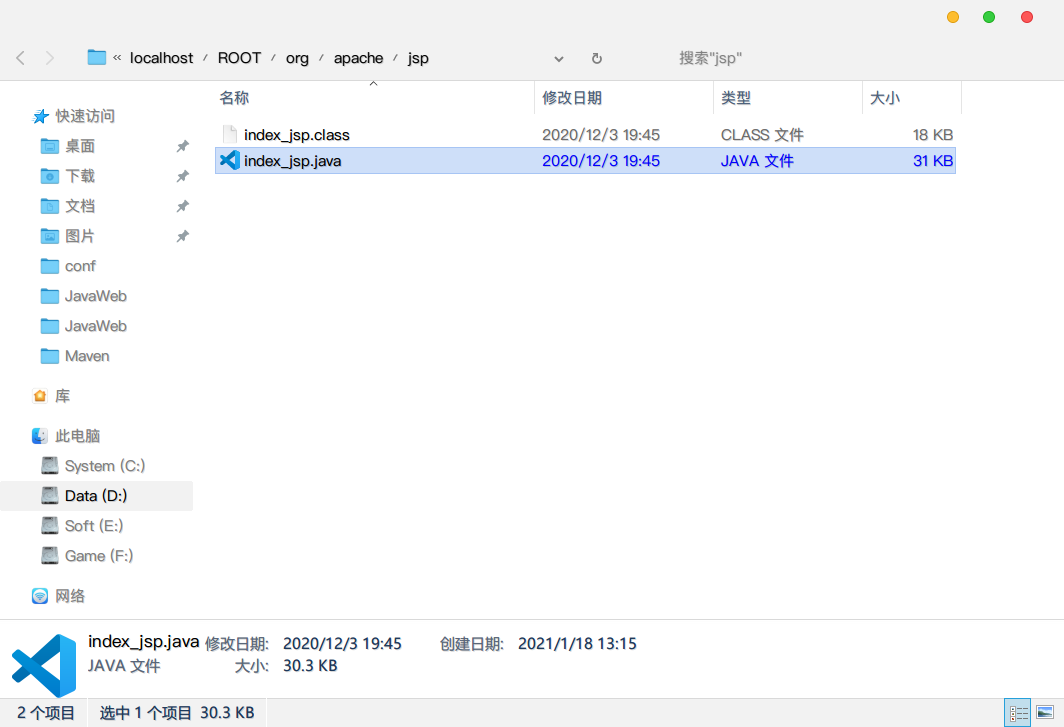 « localhost / ROOT / org / apache / jsp 搜索"jsp"
名称 修改日期 类型 大小
快速访问
桌面
下载
文档
图片
conf
JavaWeb
JavaWeb
Maven
库
此电脑
System (C:)
Data (D:)
Soft (E:)
Game (F:)
网络
index_jsp.class 2020/12/3 19:45 CLASS 文件 18 KB
index_jsp.java 2020/12/3 19:45 JAVA 文件 31 KB
index_jsp.java 修改日期: 2020/12/3 19:45 创建日期: 2021/1/18 13:15
JAVA 文件 大小: 30.3 KB
2 个项目 选中 1 个项目 30.3 KB